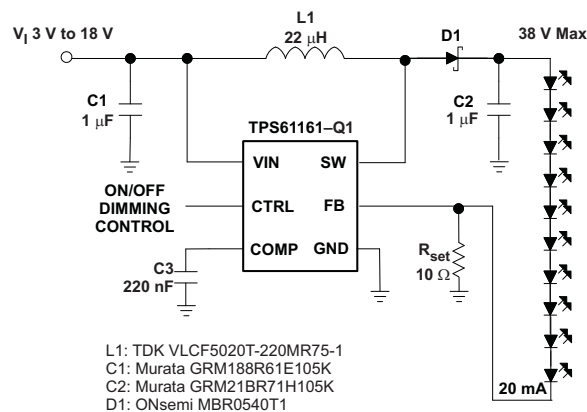 L1
22 μH
V_I 3 V to 18 V
D1
38 V Max
C1
1 μF
C2
1 μF
TPS61161–Q1
VIN
SW
ON/OFF
DIMMING
CONTROL
CTRL
FB
COMP
GND
C3
220 nF
R_set
10 Ω
L1: TDK VLCF5020T-220MR75-1
C1: Murata GRM188R61E105K
C2: Murata GRM21BR71H105K
D1: ONsemi MBR0540T1
20 mA